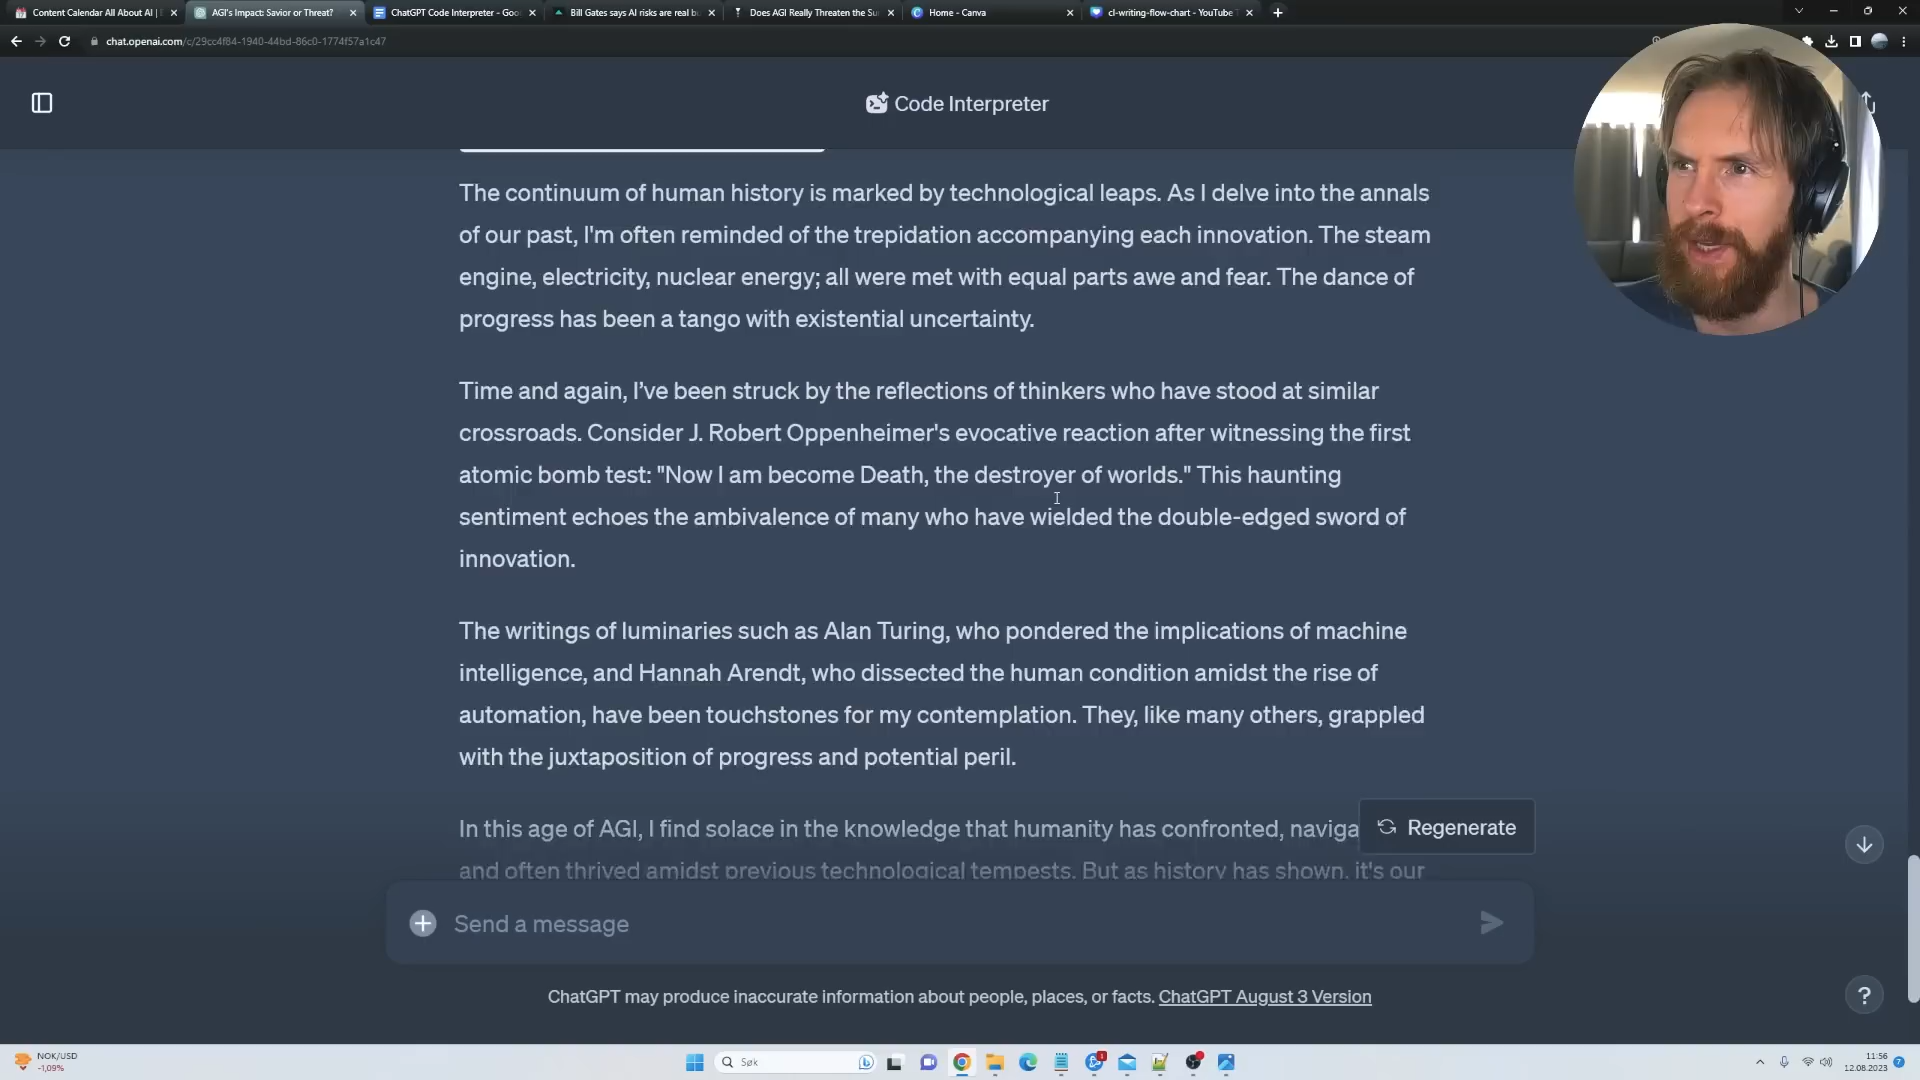 Content Calendar All About AI |
AGI's Impact: Savior or Threat?
ChatGPT Code Interpreter - Goo
Bill Gates says AI risks are real b
Does AGI Really Threaten the Su
Home - Canva
cl-writing-flow-chart - YouTube T
chat.openai.com/c/29cc4f84-1940-44bd-86c0-1774f57a1c47
Code Interpreter
The continuum of human history is marked by technological leaps. As I delve into the annals
of our past, I'm often reminded of the trepidation accompanying each innovation. The steam
engine, electricity, nuclear energy; all were met with equal parts awe and fear. The dance of
progress has been a tango with existential uncertainty.
Time and again, I've been struck by the reflections of thinkers who have stood at similar
crossroads. Consider J. Robert Oppenheimer's evocative reaction after witnessing the first
atomic bomb test: "Now I am become Death, the destroyer of worlds." This haunting
sentiment echoes the ambivalence of many who have wielded the double-edged sword of
innovation.
The writings of luminaries such as Alan Turing, who pondered the implications of machine
intelligence, and Hannah Arendt, who dissected the human condition amidst the rise of
automation, have been touchstones for my contemplation. They, like many others, grappled
with the juxtaposition of progress and potential peril.
In this age of AGI, I find solace in the knowledge that humanity has confronted, naviga
Regenerate
and often thrived amidst previous technological tempests. But as history has shown, it's our
Send a message
ChatGPT may produce inaccurate information about people, places, or facts. ChatGPT August 3 Version
?
NOK/USD
-1,09%
Søk
1
11:56
12.08.2023
7